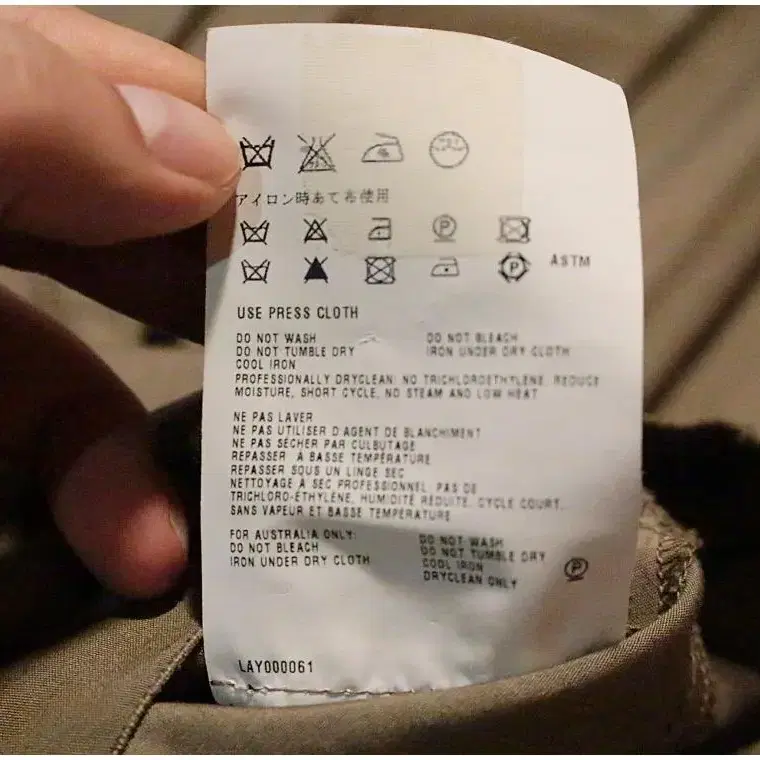 アイロン時あて布使用
P
P ASTM
USE PRESS CLOTH
DO NOT WASH DO NOT BLEACH
DO NOT TUMBLE DRY IRON UNDER DRY CLOTH
COOL IRON
PROFESSIONALLY DRYCLEAN: NO TRICHLOROETHYLENE, REDUCE
MOISTURE, SHORT CYCLE, NO STEAM AND LOW HEAT
NE PAS LAVER
NE PAS UTILISER D'AGENT DE BLANCHIMENT
NE PAS SÉCHER PAR CULBUTAGE
REPASSER À BASSE TEMPÉRATURE
REPASSER SOUS UN LINGE SEC
NETTOYAGE À SEC PROFESSIONNEL. PAS DE
TRICHLORO-ÉTHYLÈNE, HUMIDITÉ RÉDUITE, CYCLE COURT,
SANS VAPEUR ET BASSE TEMPÉRATURE
FOR AUSTRALIA ONLY: DO NOT WASH
DO NOT BLEACH DO NOT TUMBLE DRY
IRON UNDER DRY CLOTH COOL IRON
DRYCLEAN ONLY
P
LAY000061